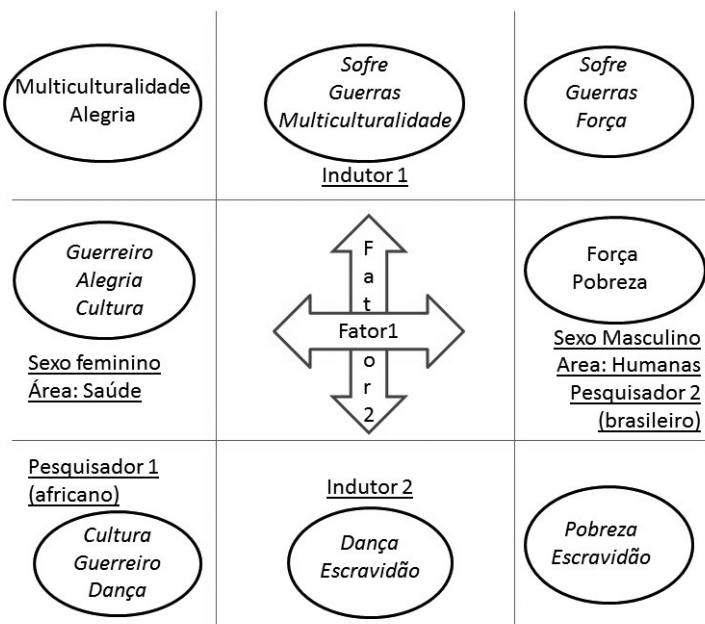 Multiculturalidade
Alegria
Sofre
Guerras
Multiculturalidade
Indutor 1
Sofre
Guerras
Força
Guerreiro
Alegria
Cultura
Sexo feminino
Área: Saúde
Fator2
Fator1
Força
Pobreza
Sexo Masculino
Area: Humanas
Pesquisador 2
(brasileiro)
Pesquisador 1
(africano)
Cultura
Guerreiro
Dança
Indutor 2
Dança
Escravidão
Pobreza
Escravidão